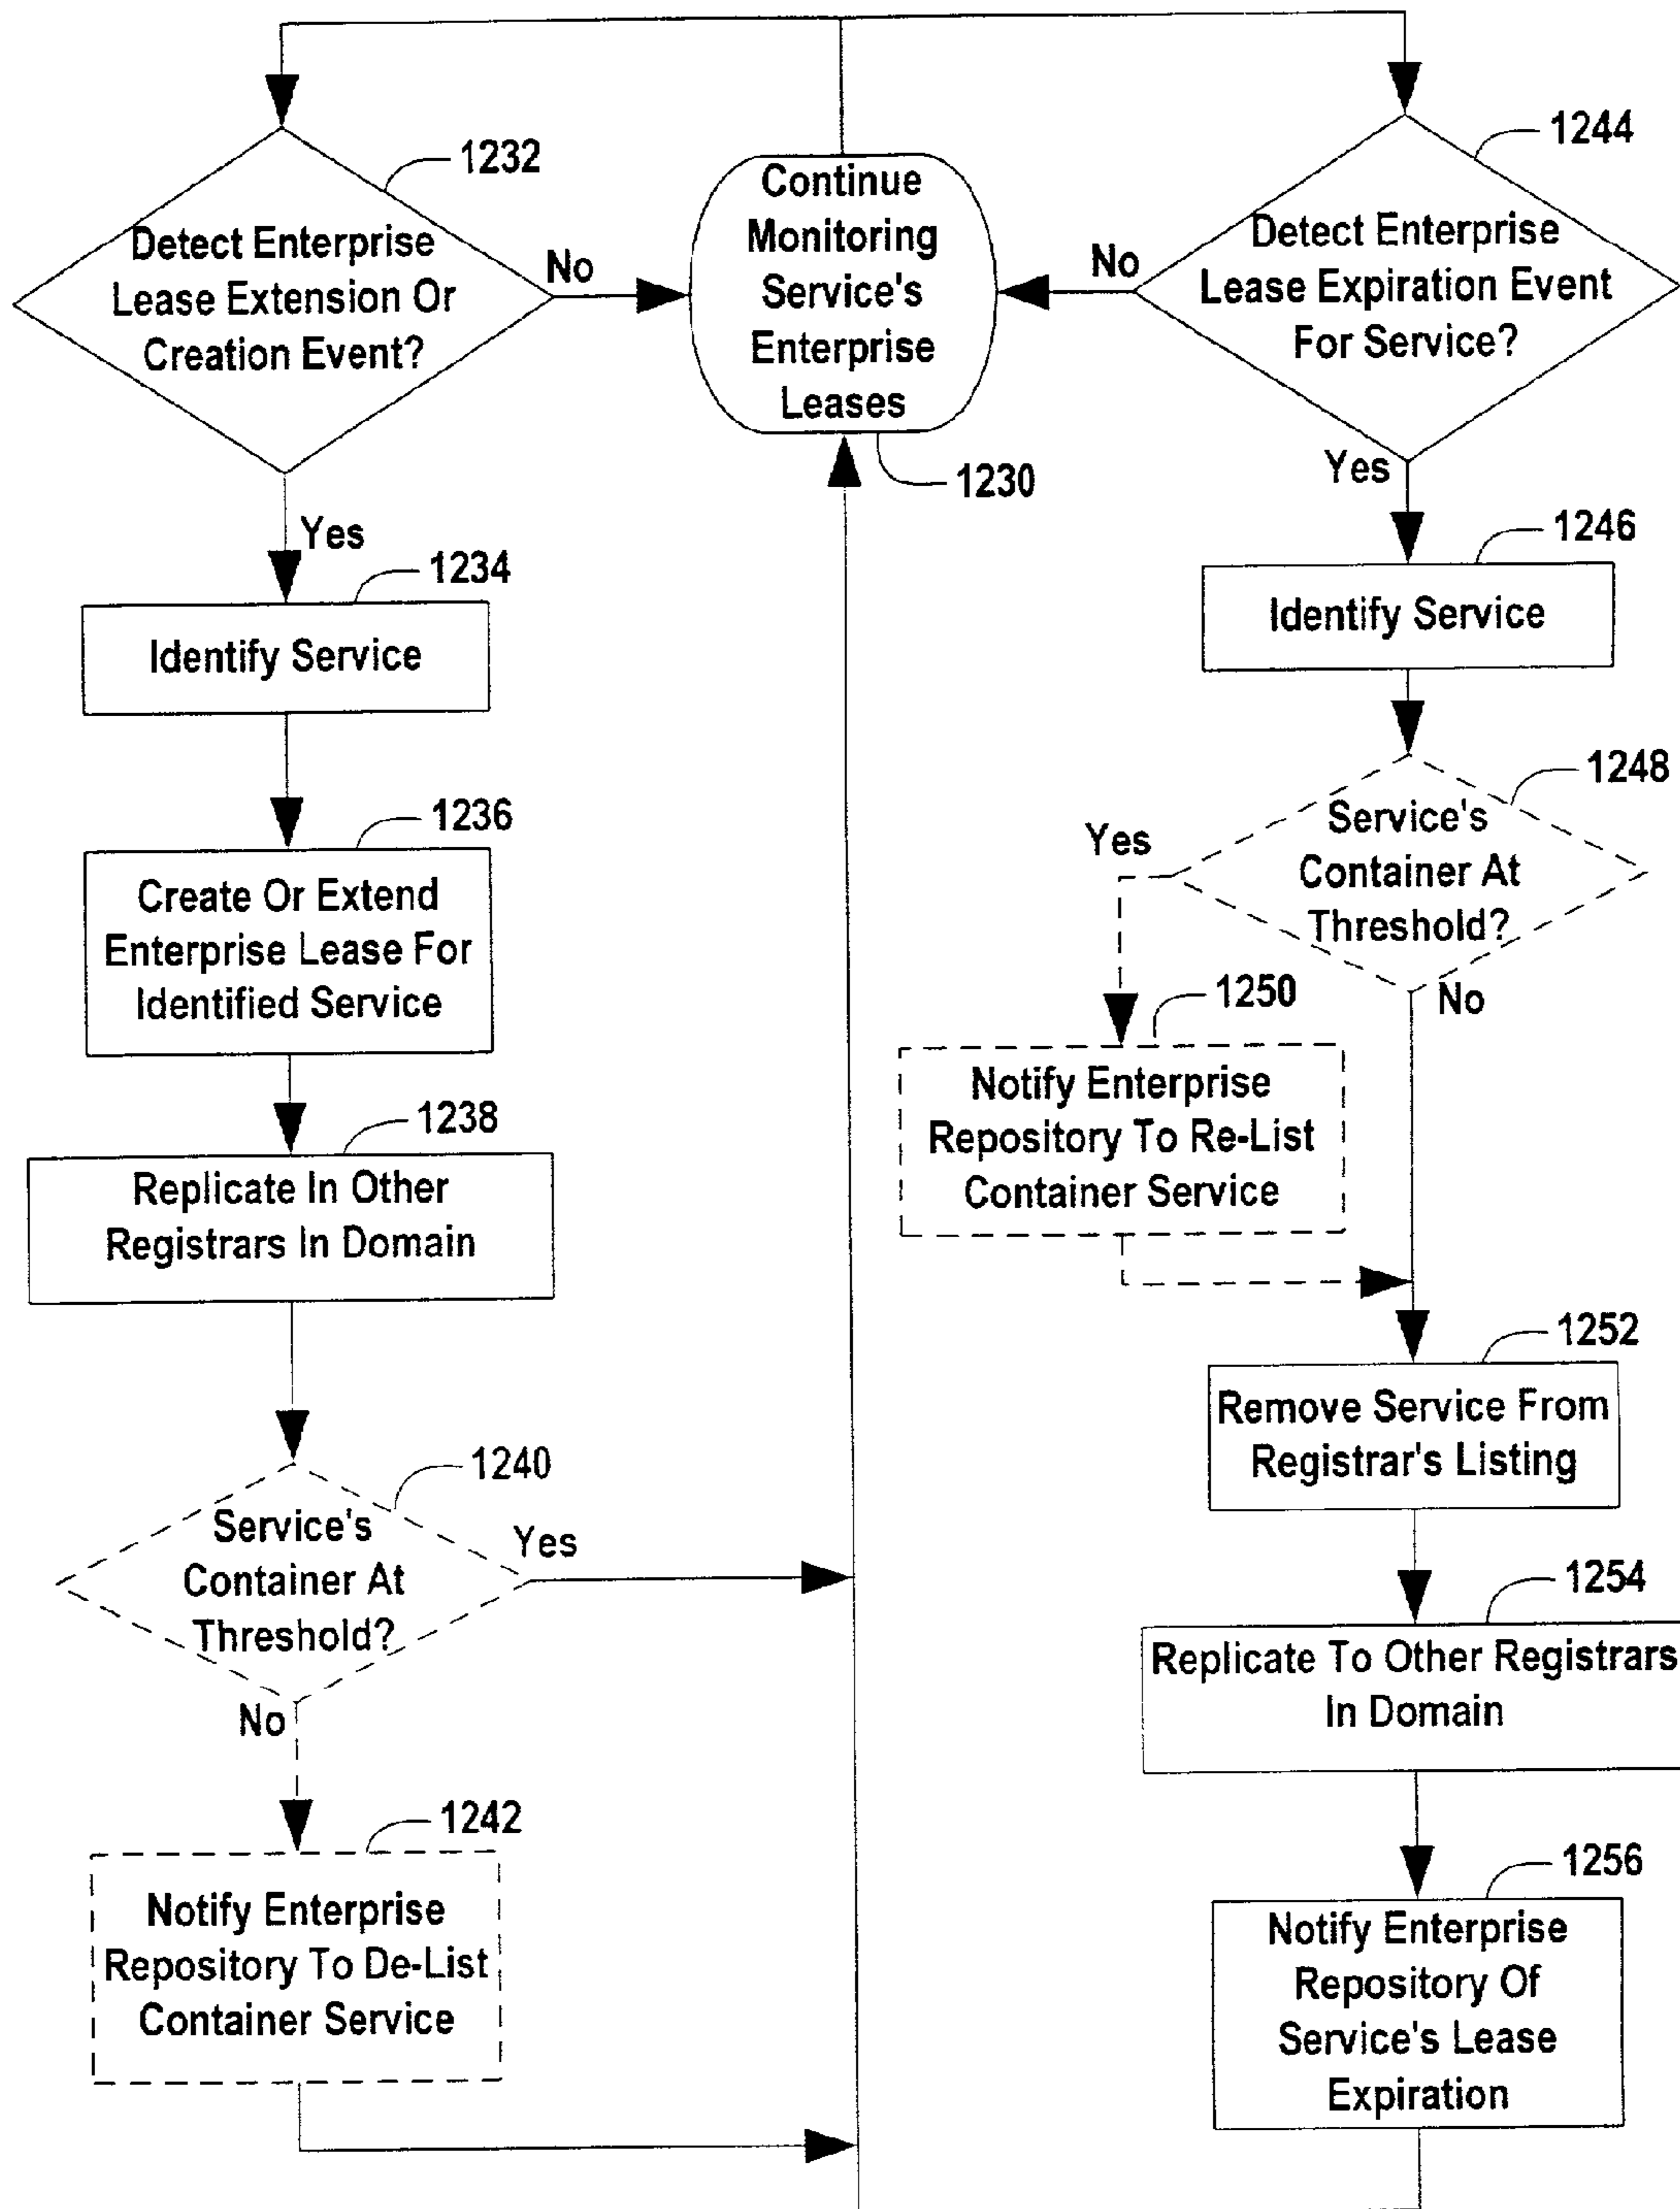 1232
Detect Enterprise
Lease Extension Or
Creation Event?
No
Yes
Continue
Monitoring
Service's
Enterprise
Leases
1230
1244
Detect Enterprise
Lease Expiration Event
For Service?
No
Yes
1234
Identify Service
1236
Create Or Extend
Enterprise Lease For
Identified Service
1238
Replicate In Other
Registrars In Domain
1240
Service's
Container At
Threshold?
Yes
No
1242
Notify Enterprise
Repository To De-List
Container Service
1246
Identify Service
1248
Service's
Container At
Threshold?
Yes
No
1250
Notify Enterprise
Repository To Re-List
Container Service
1252
Remove Service From
Registrar's Listing
1254
Replicate To Other Registrars
In Domain
1256
Notify Enterprise
Repository Of
Service's Lease
Expiration